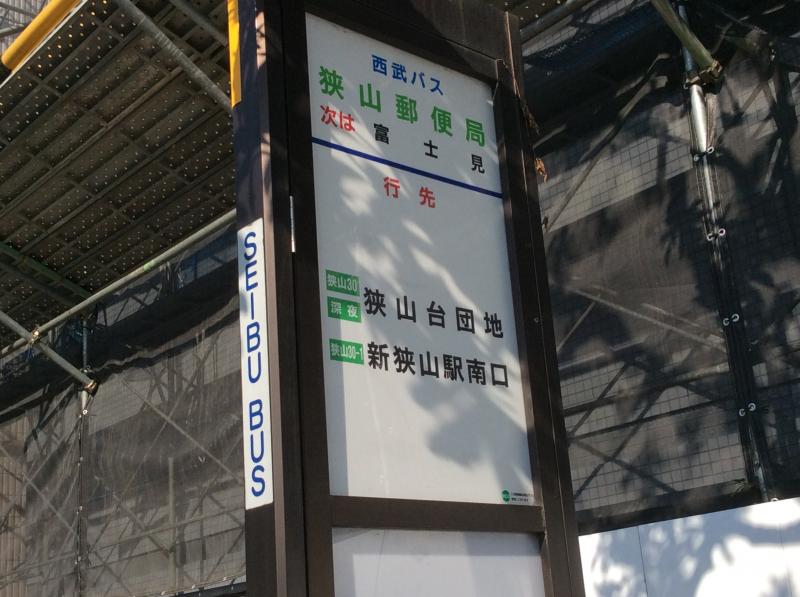 西武バス
狭山郵便局
次は 富士見
行先
狭山30
深夜
狭山台団地
狭山30-1
新狭山駅南口
SEIBU BUS